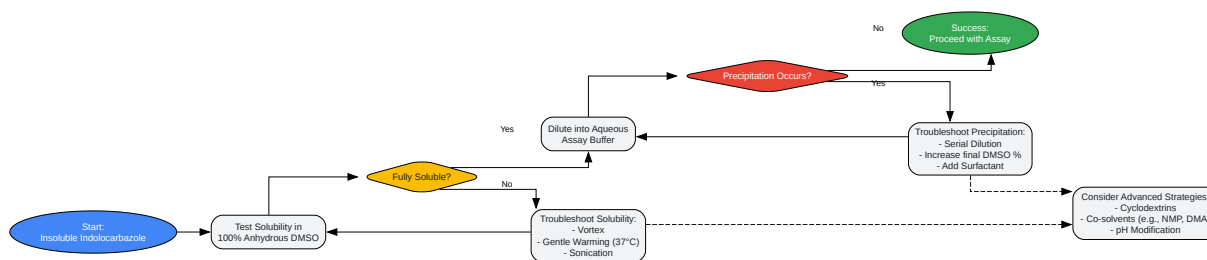 Start:
Insoluble Indolocarbazole
Test Solubility in
100% Anhydrous DMSO
Fully Soluble?
Yes
No
Troubleshoot Solubility:
- Vortex
- Gentle Warming (37°C)
- Sonication
Dilute into Aqueous
Assay Buffer
Precipitation Occurs?
No
Yes
Success:
Proceed with Assay
Troubleshoot Precipitation:
- Serial Dilution
- Increase final DMSO %
- Add Surfactant
Consider Advanced Strategies
- Cyclodextrins
- Co-solvents (e.g., NMP, DMA
- pH Modification